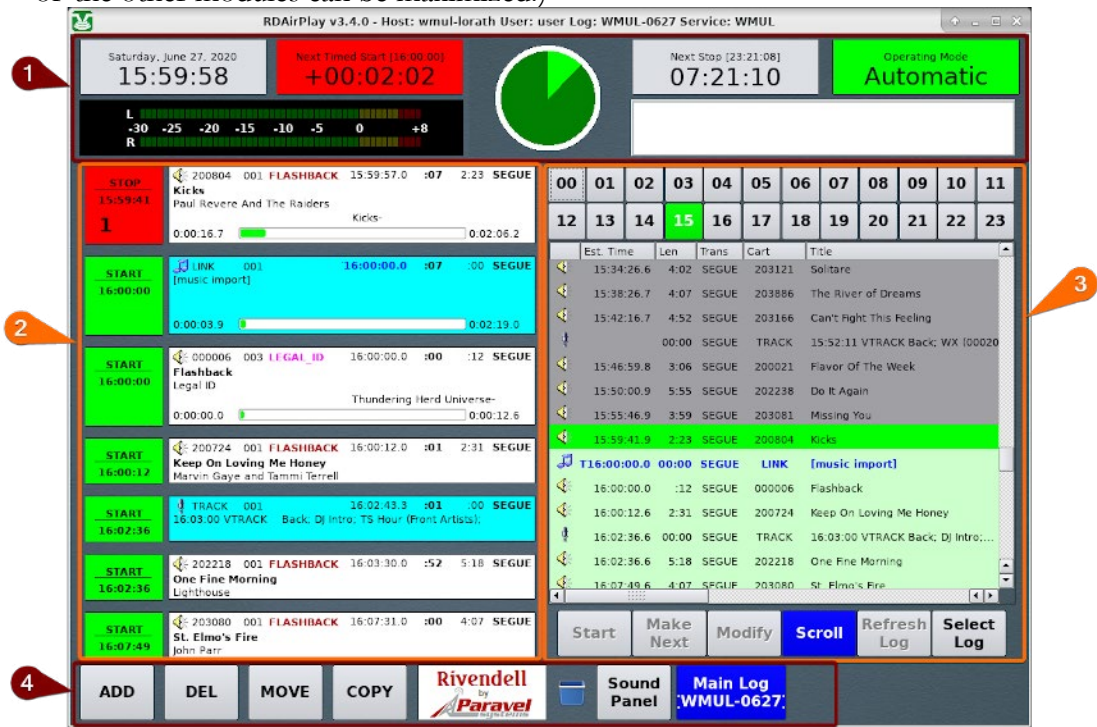 RDAirPlay v3.4.0 - Host: wmul-lorath User: user Log: WMUL-0627 Service: WMUL
1
Saturday, June 27, 2020
15:59:58
Next Timed Start [16:00:00]
+00:02:02
Next Stop [23:21:08]
07:21:10
Operating Mode
Automatic
L
-30 -25 -20 -15 -10 -5 0 +8
R
2
STOP
15:59:41
1
200804 001 FLASHBACK 15:59:57.0 :07 2:23 SEGUE
Kicks
Paul Revere And The Raiders
Kicks-
0:00:16.7 0:02:06.2
START
16:00:00
LINK 001 16:00:00.0 :07 :00 SEGUE
[music import]
0:00:03.9 0:02:19.0
START
16:00:00
000006 003 LEGAL_ID 16:00:00.0 :00 :12 SEGUE
Flashback
Legal ID
Thundering Herd Universe-
0:00:00.0 0:00:12.6
START
16:00:12
200724 001 FLASHBACK 16:00:12.0 :01 2:31 SEGUE
Keep On Loving Me Honey
Marvin Gaye and Tammi Terrell
START
16:02:36
TRACK 001 16:02:43.3 :01 :00 SEGUE
16:03:00 VTRACK Back; DJ Intro; TS Hour (Front Artists);
START
16:02:36
202218 001 FLASHBACK 16:03:30.0 :52 5:18 SEGUE
One Fine Morning
Lighthouse
START
16:07:49
203080 001 FLASHBACK 16:07:31.0 :00 4:07 SEGUE
St. Elmo's Fire
John Parr
3
00 01 02 03 04 05 06 07 08 09 10 11
12 13 14 15 16 17 18 19 20 21 22 23
Est. Time Len Trans Cart Title
15:34:26.6 4:02 SEGUE 203121 Solitare
15:38:26.7 4:07 SEGUE 203886 The River of Dreams
15:42:16.7 4:52 SEGUE 203166 Can't Fight This Feeling
00:00 SEGUE TRACK 15:52:11 VTRACK Back; WX (00020
15:46:59.8 3:06 SEGUE 200021 Flavor Of The Week
15:50:00.9 5:55 SEGUE 202238 Do It Again
15:55:46.9 3:59 SEGUE 203081 Missing You
15:59:41.9 2:23 SEGUE 200804 Kicks
T16:00:00.0 00:00 SEGUE LINK [music import]
16:00:00.0 :12 SEGUE 000006 Flashback
16:00:12.6 2:31 SEGUE 200724 Keep On Loving Me Honey
16:02:36.6 00:00 SEGUE TRACK 16:03:00 VTRACK Back; DJ Intro;...
16:02:36.6 5:18 SEGUE 202218 One Fine Morning
16:07:49.6 4:07 SEGUE 203080 St. Elmo's Fire
Start
Make Next
Modify
Scroll
Refresh Log
Select Log
4
ADD
DEL
MOVE
COPY
Rivendell
by
Paravel
systems
Sound Panel
Main Log
[WMUL-0627]